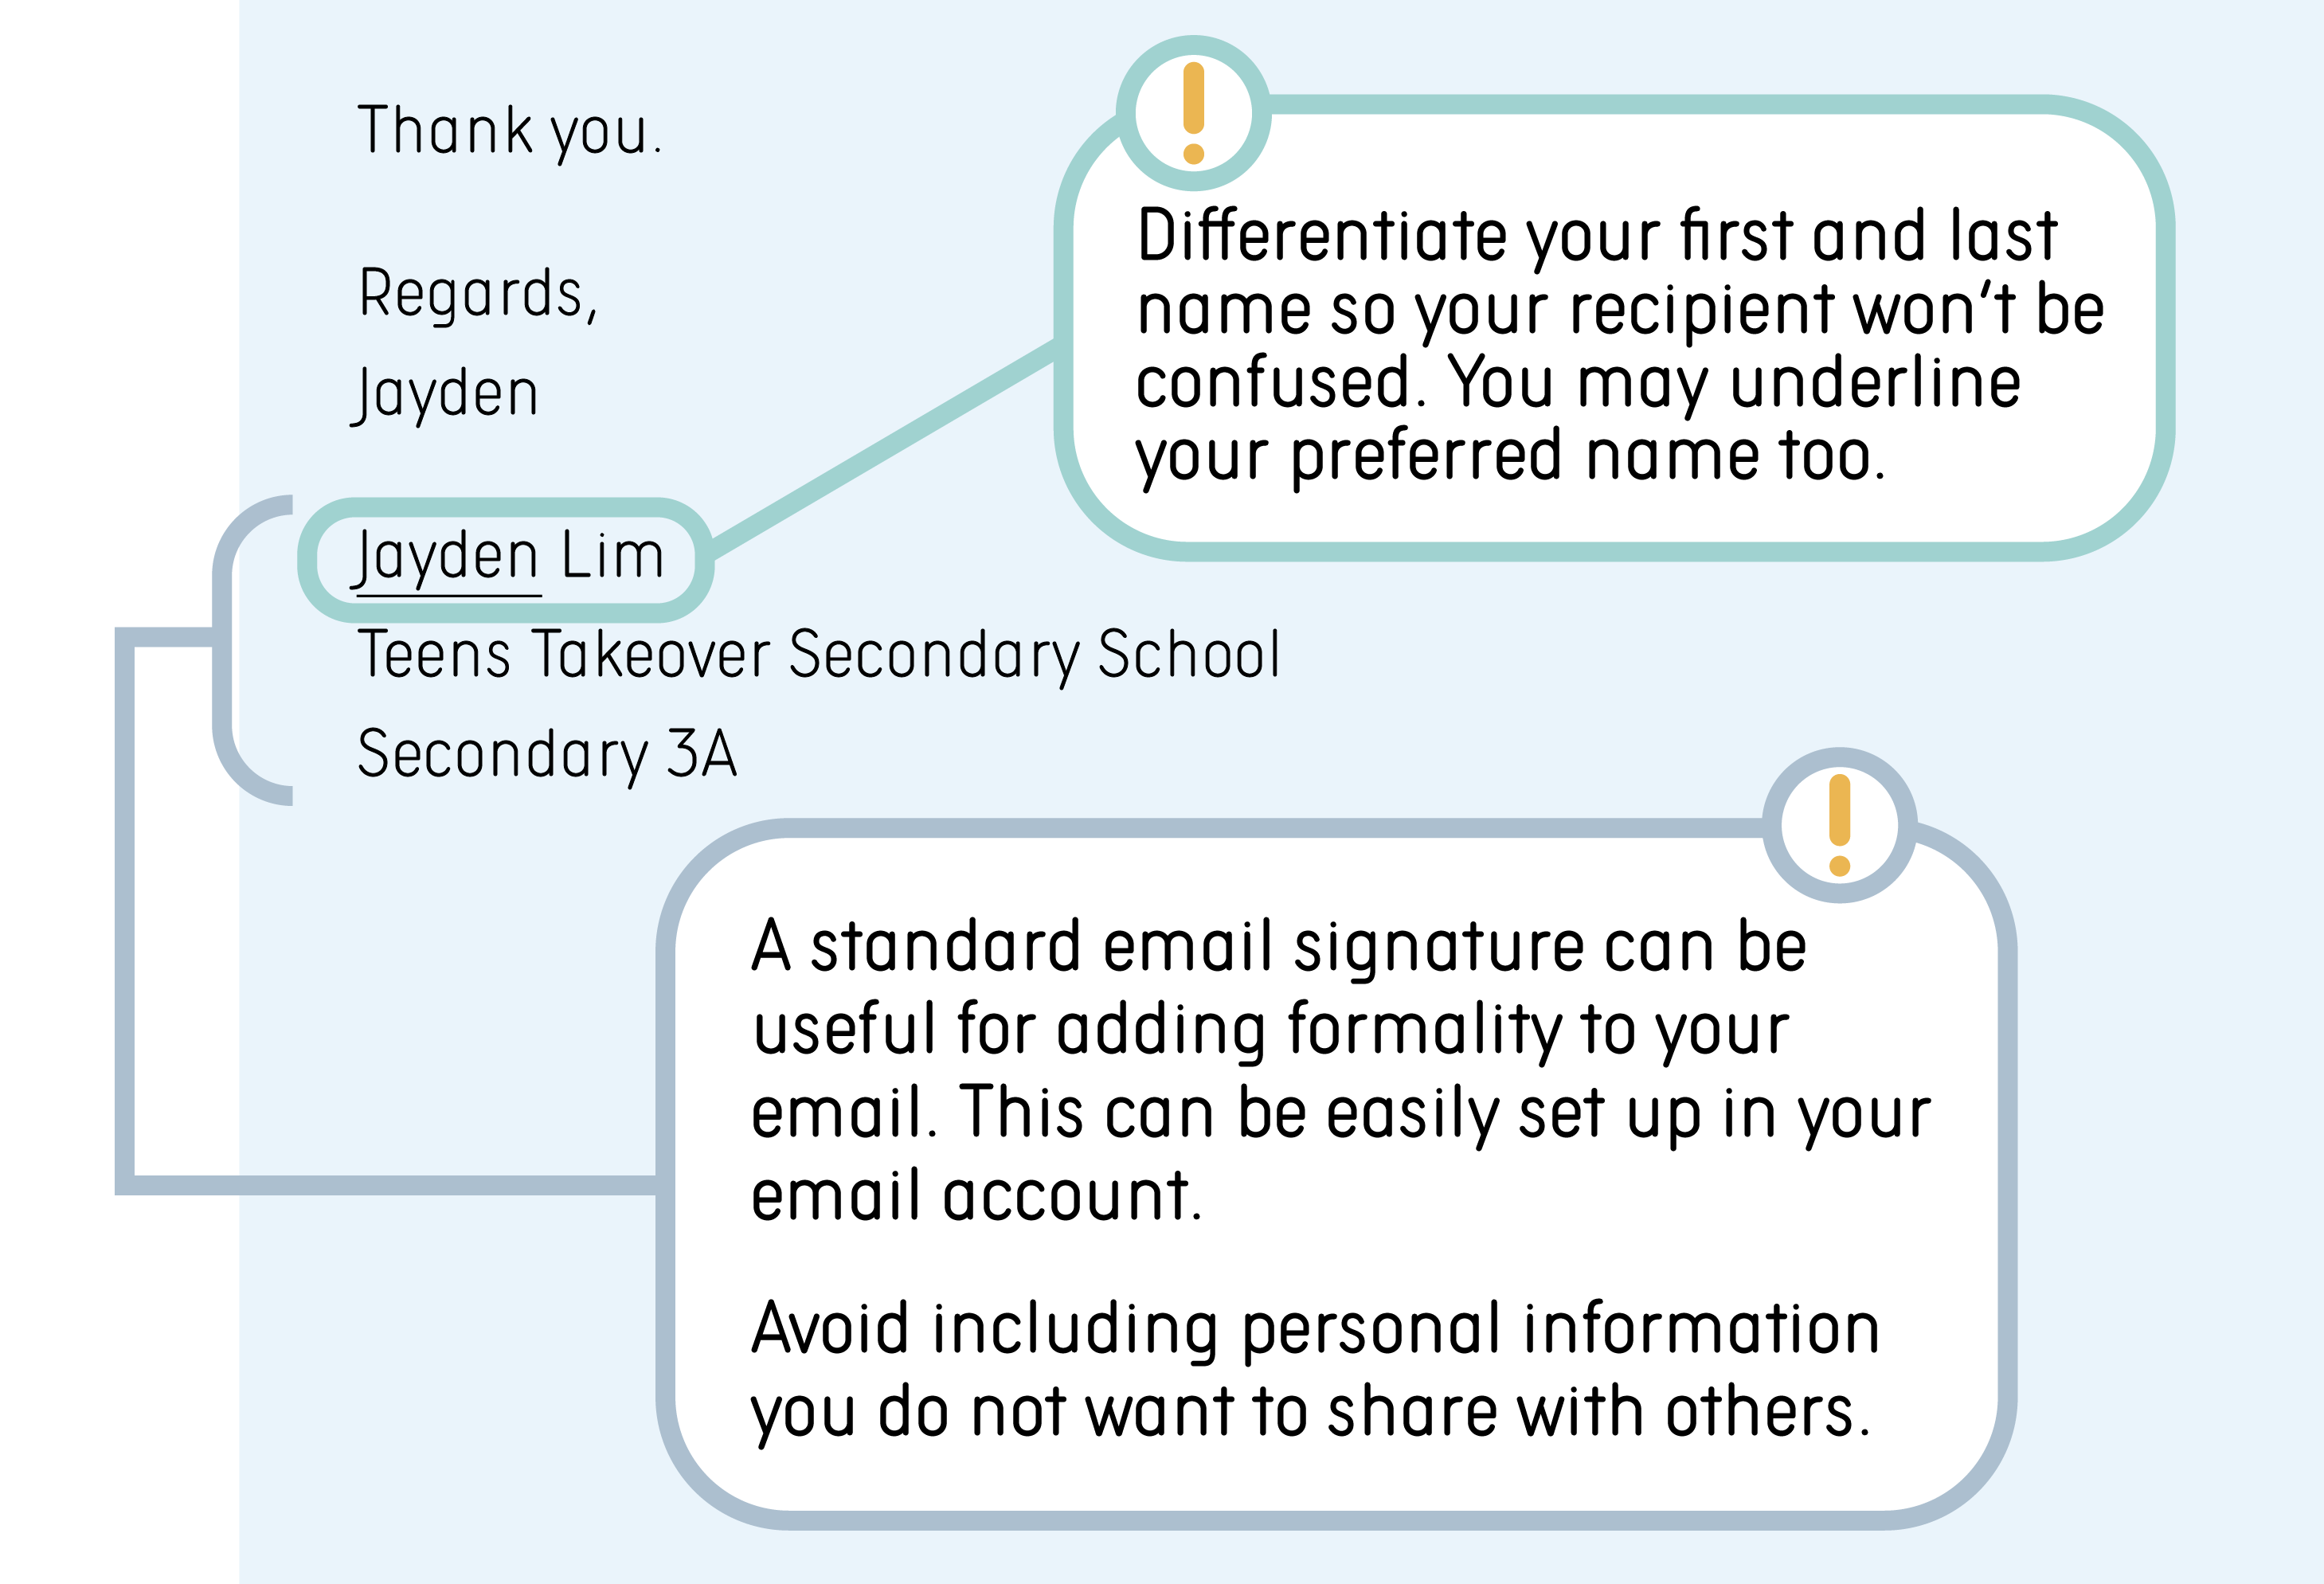 Thank you.
Regards,
Jayden
Jayden Lim
Teens Takeover Secondary School
Secondary 3A
!
Differentiate your first and last
name so your recipient won't be
confused. You may underline
your preferred name too.
!
A standard email signature can be
useful for adding formality to your
email. This can be easily set up in your
email account.
Avoid including personal information
you do not want to share with others.